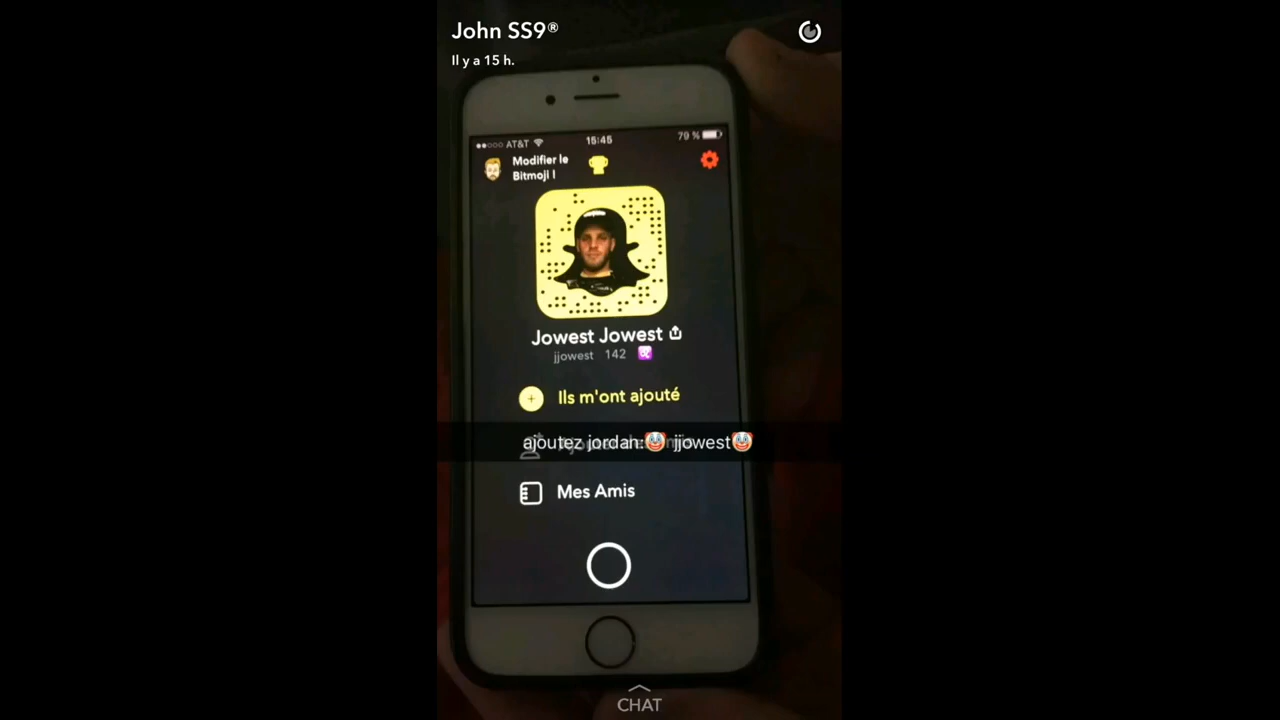 John SS9®
Il y a 15 h.
AT&T 15:45 79 %
Modifier le
Bitmoji !
Jowest Jowest
jjowest 142
Ils m'ont ajouté
ajoutez jordan:🤡 jjowest🤡
Mes Amis
CHAT